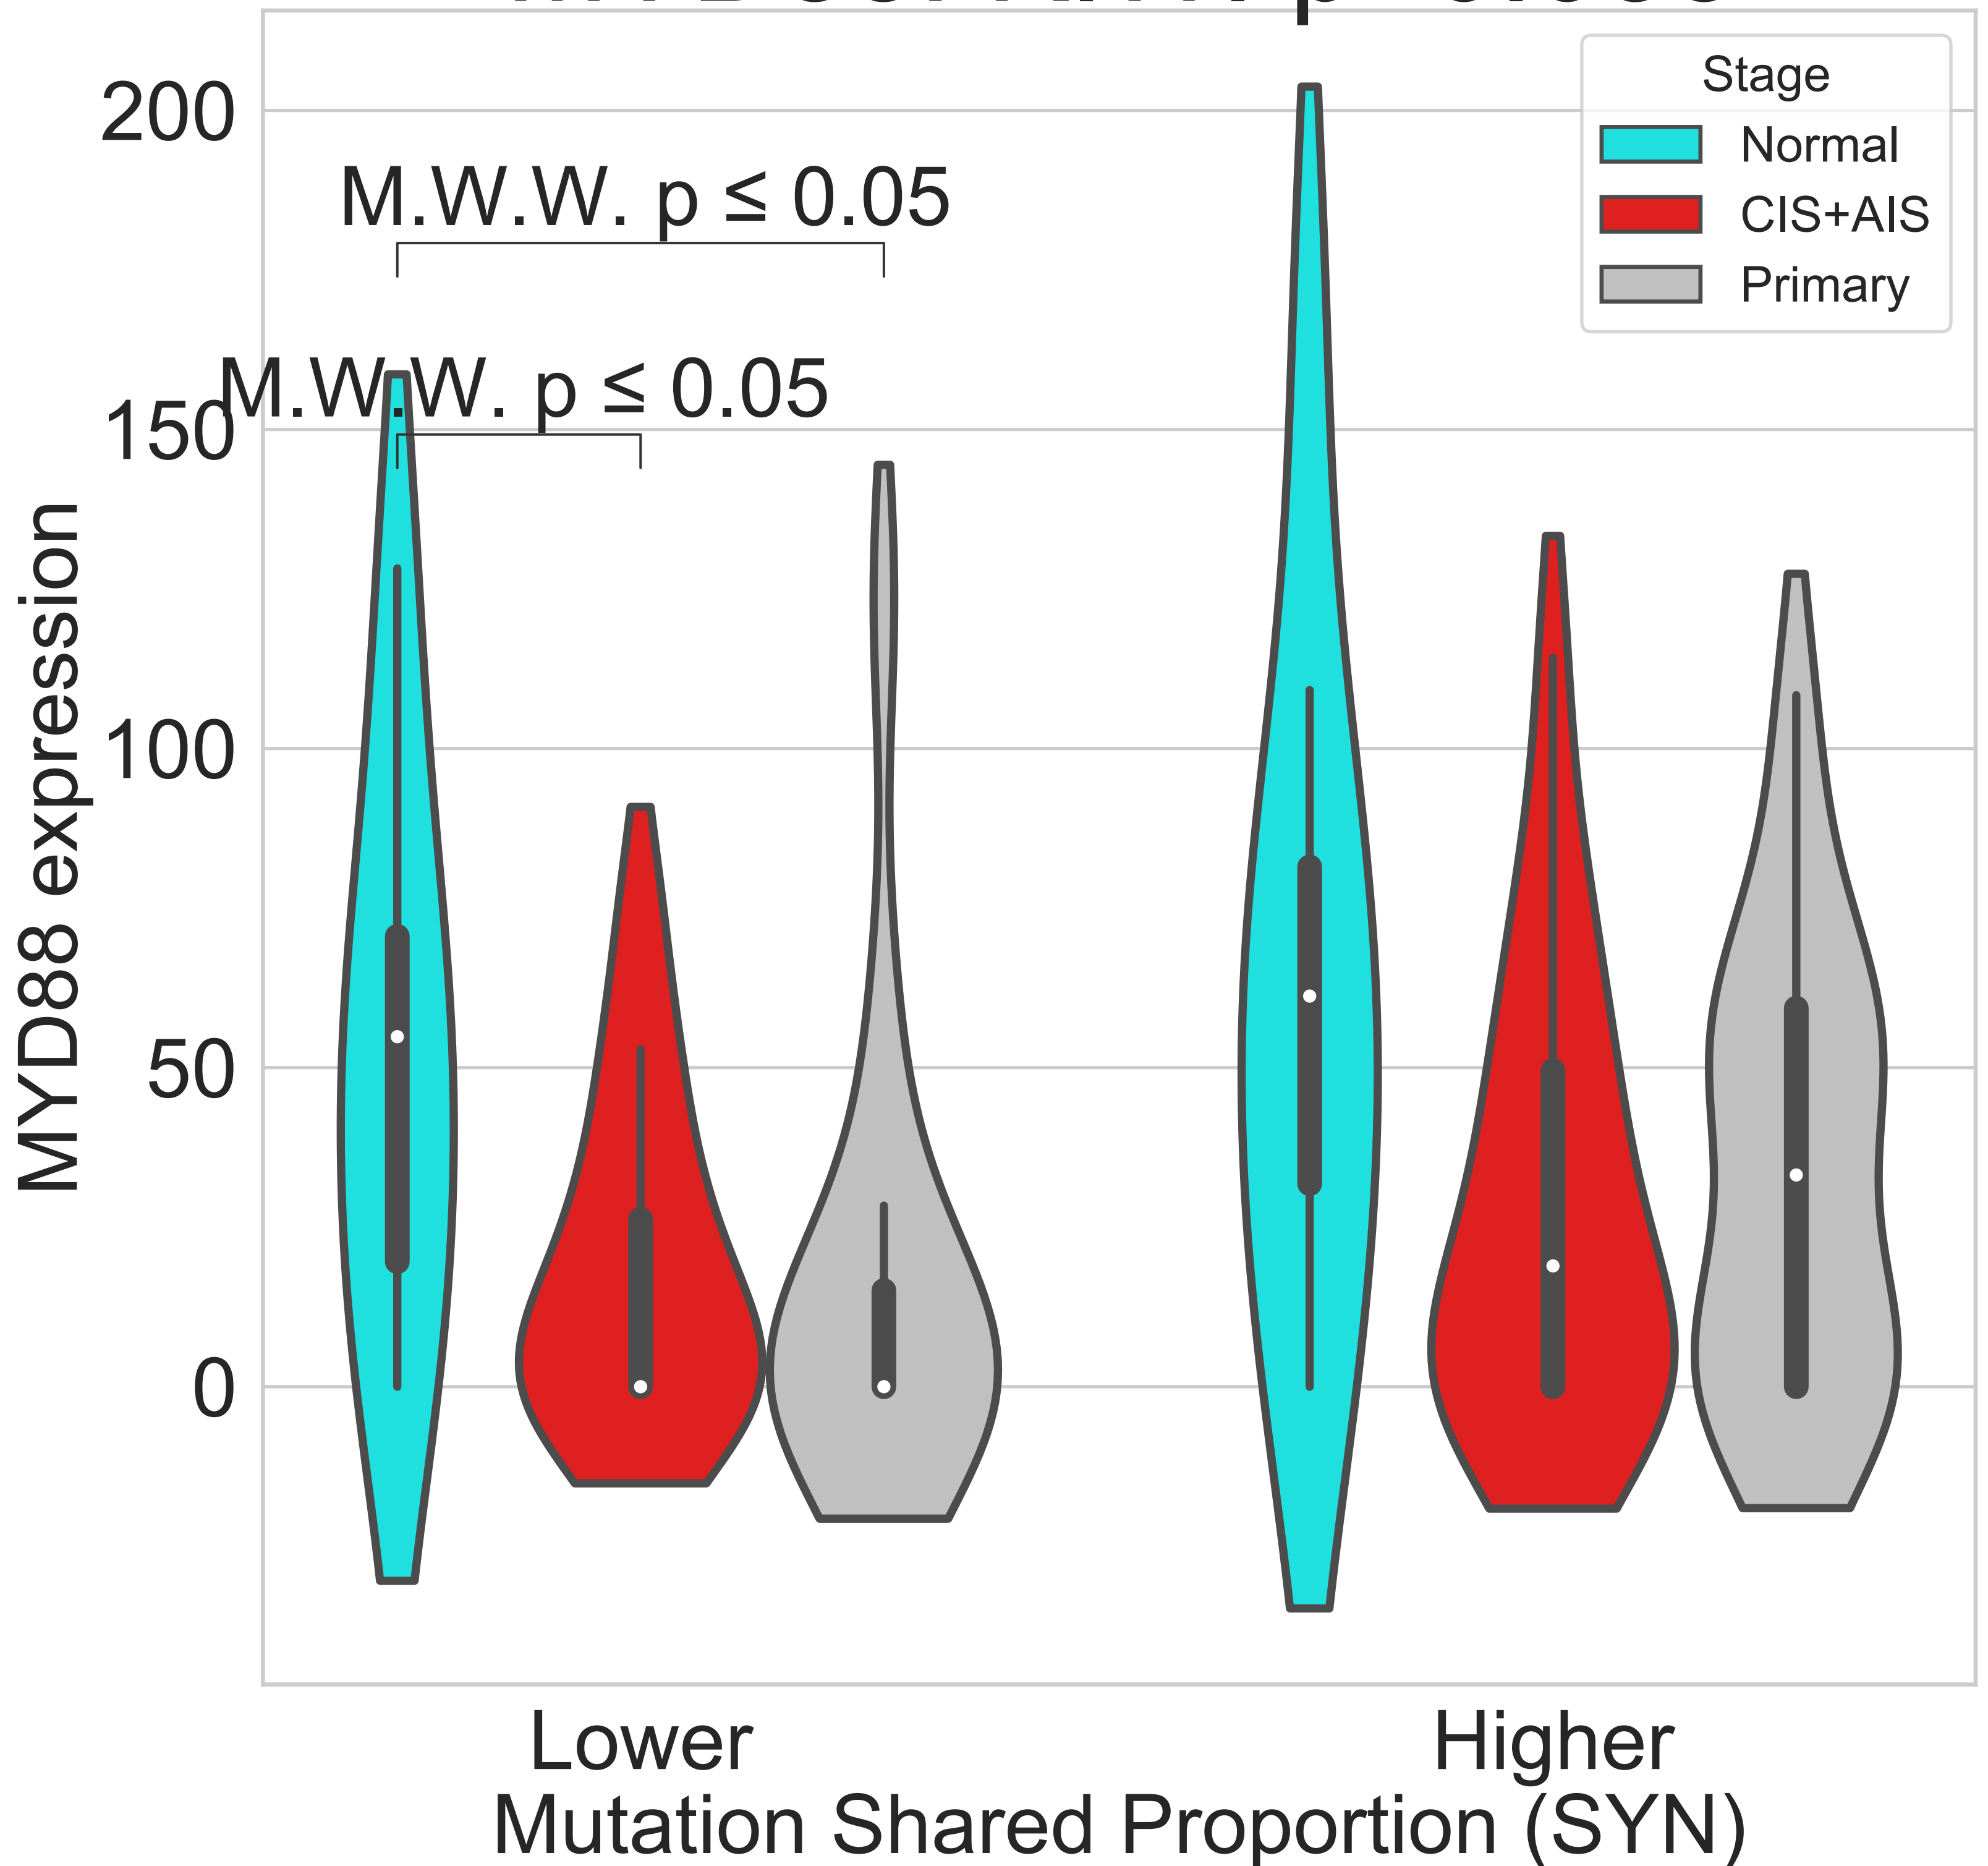 Stage
Normal
CIS+AIS
Primary
M.W.W. p ≤ 0.05
M.W.W. p ≤ 0.05
200
150
100
50
0
MYD88 expression
Lower
Higher
Mutation Shared Proportion (SYN)